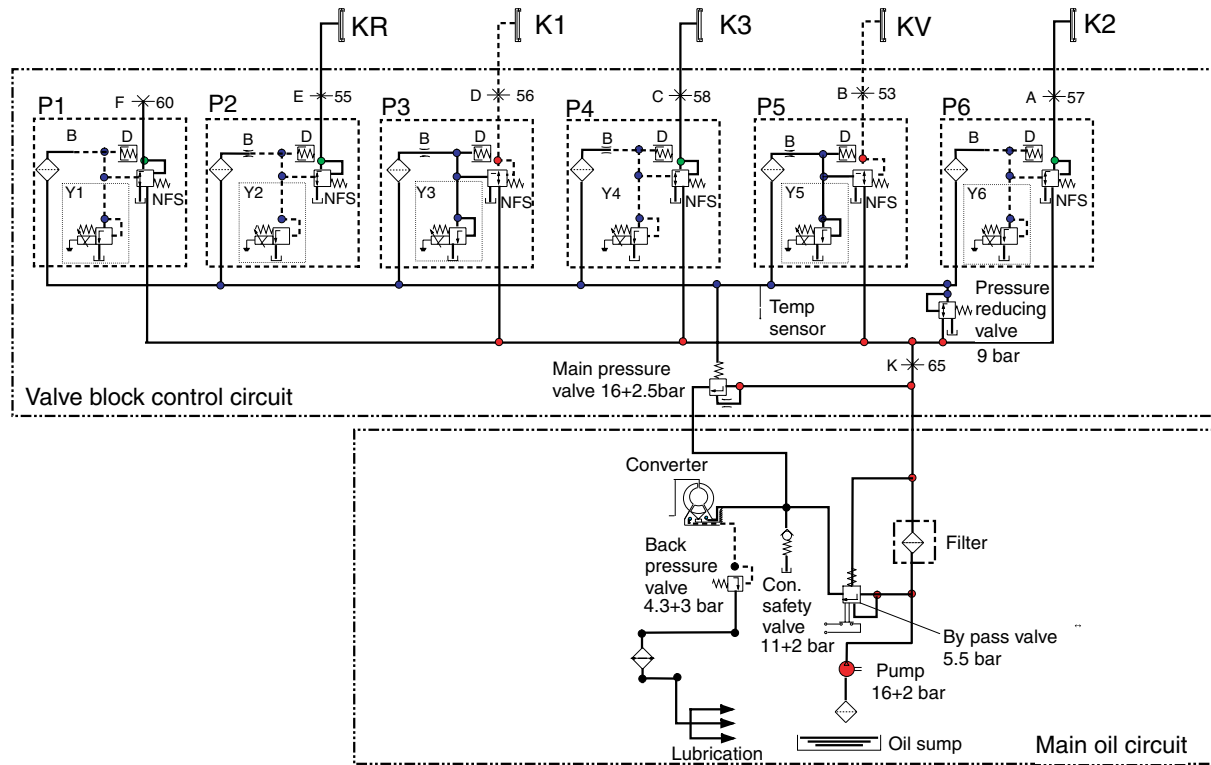 KR
K1
K3
KV
K2
F 60
E 55
D 56
C 58
B 53
A 57
P1
P2
P3
P4
P5
P6
B D
B D
B D
B D
B D
B D
Y1
Y2
Y3
Y4
Y5
Y6
NFS
NFS
NFS
NFS
NFS
NFS
Temp
sensor
Pressure
reducing
valve
9 bar
Main pressure
valve 16+2.5bar
K 65
Valve block control circuit
Converter
Back
pressure
valve
4.3+3 bar
Con.
safety
valve
11+2 bar
Filter
By pass valve
5.5 bar
Pump
16+2 bar
Lubrication
Oil sump
Main oil circuit